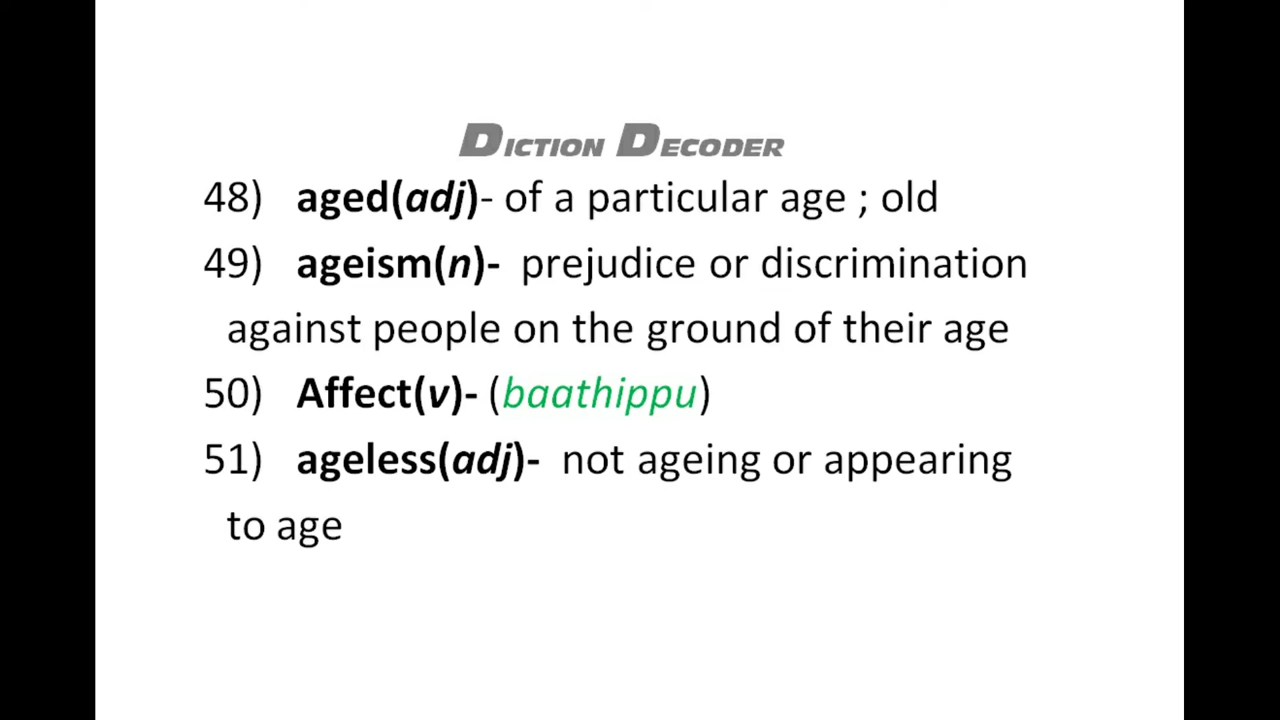 DICTION DECODER
48) aged(adj)- of a particular age ; old
49) ageism(n)- prejudice or discrimination
against people on the ground of their age
50) Affect(v)- (baathippu)
51) ageless(adj)- not ageing or appearing
to age